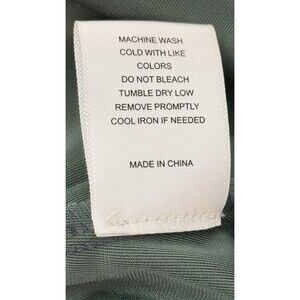 MACHINE WASH
COLD WITH LIKE
COLORS
DO NOT BLEACH
TUMBLE DRY LOW
REMOVE PROMPTLY
COOL IRON IF NEEDED
MADE IN CHINA